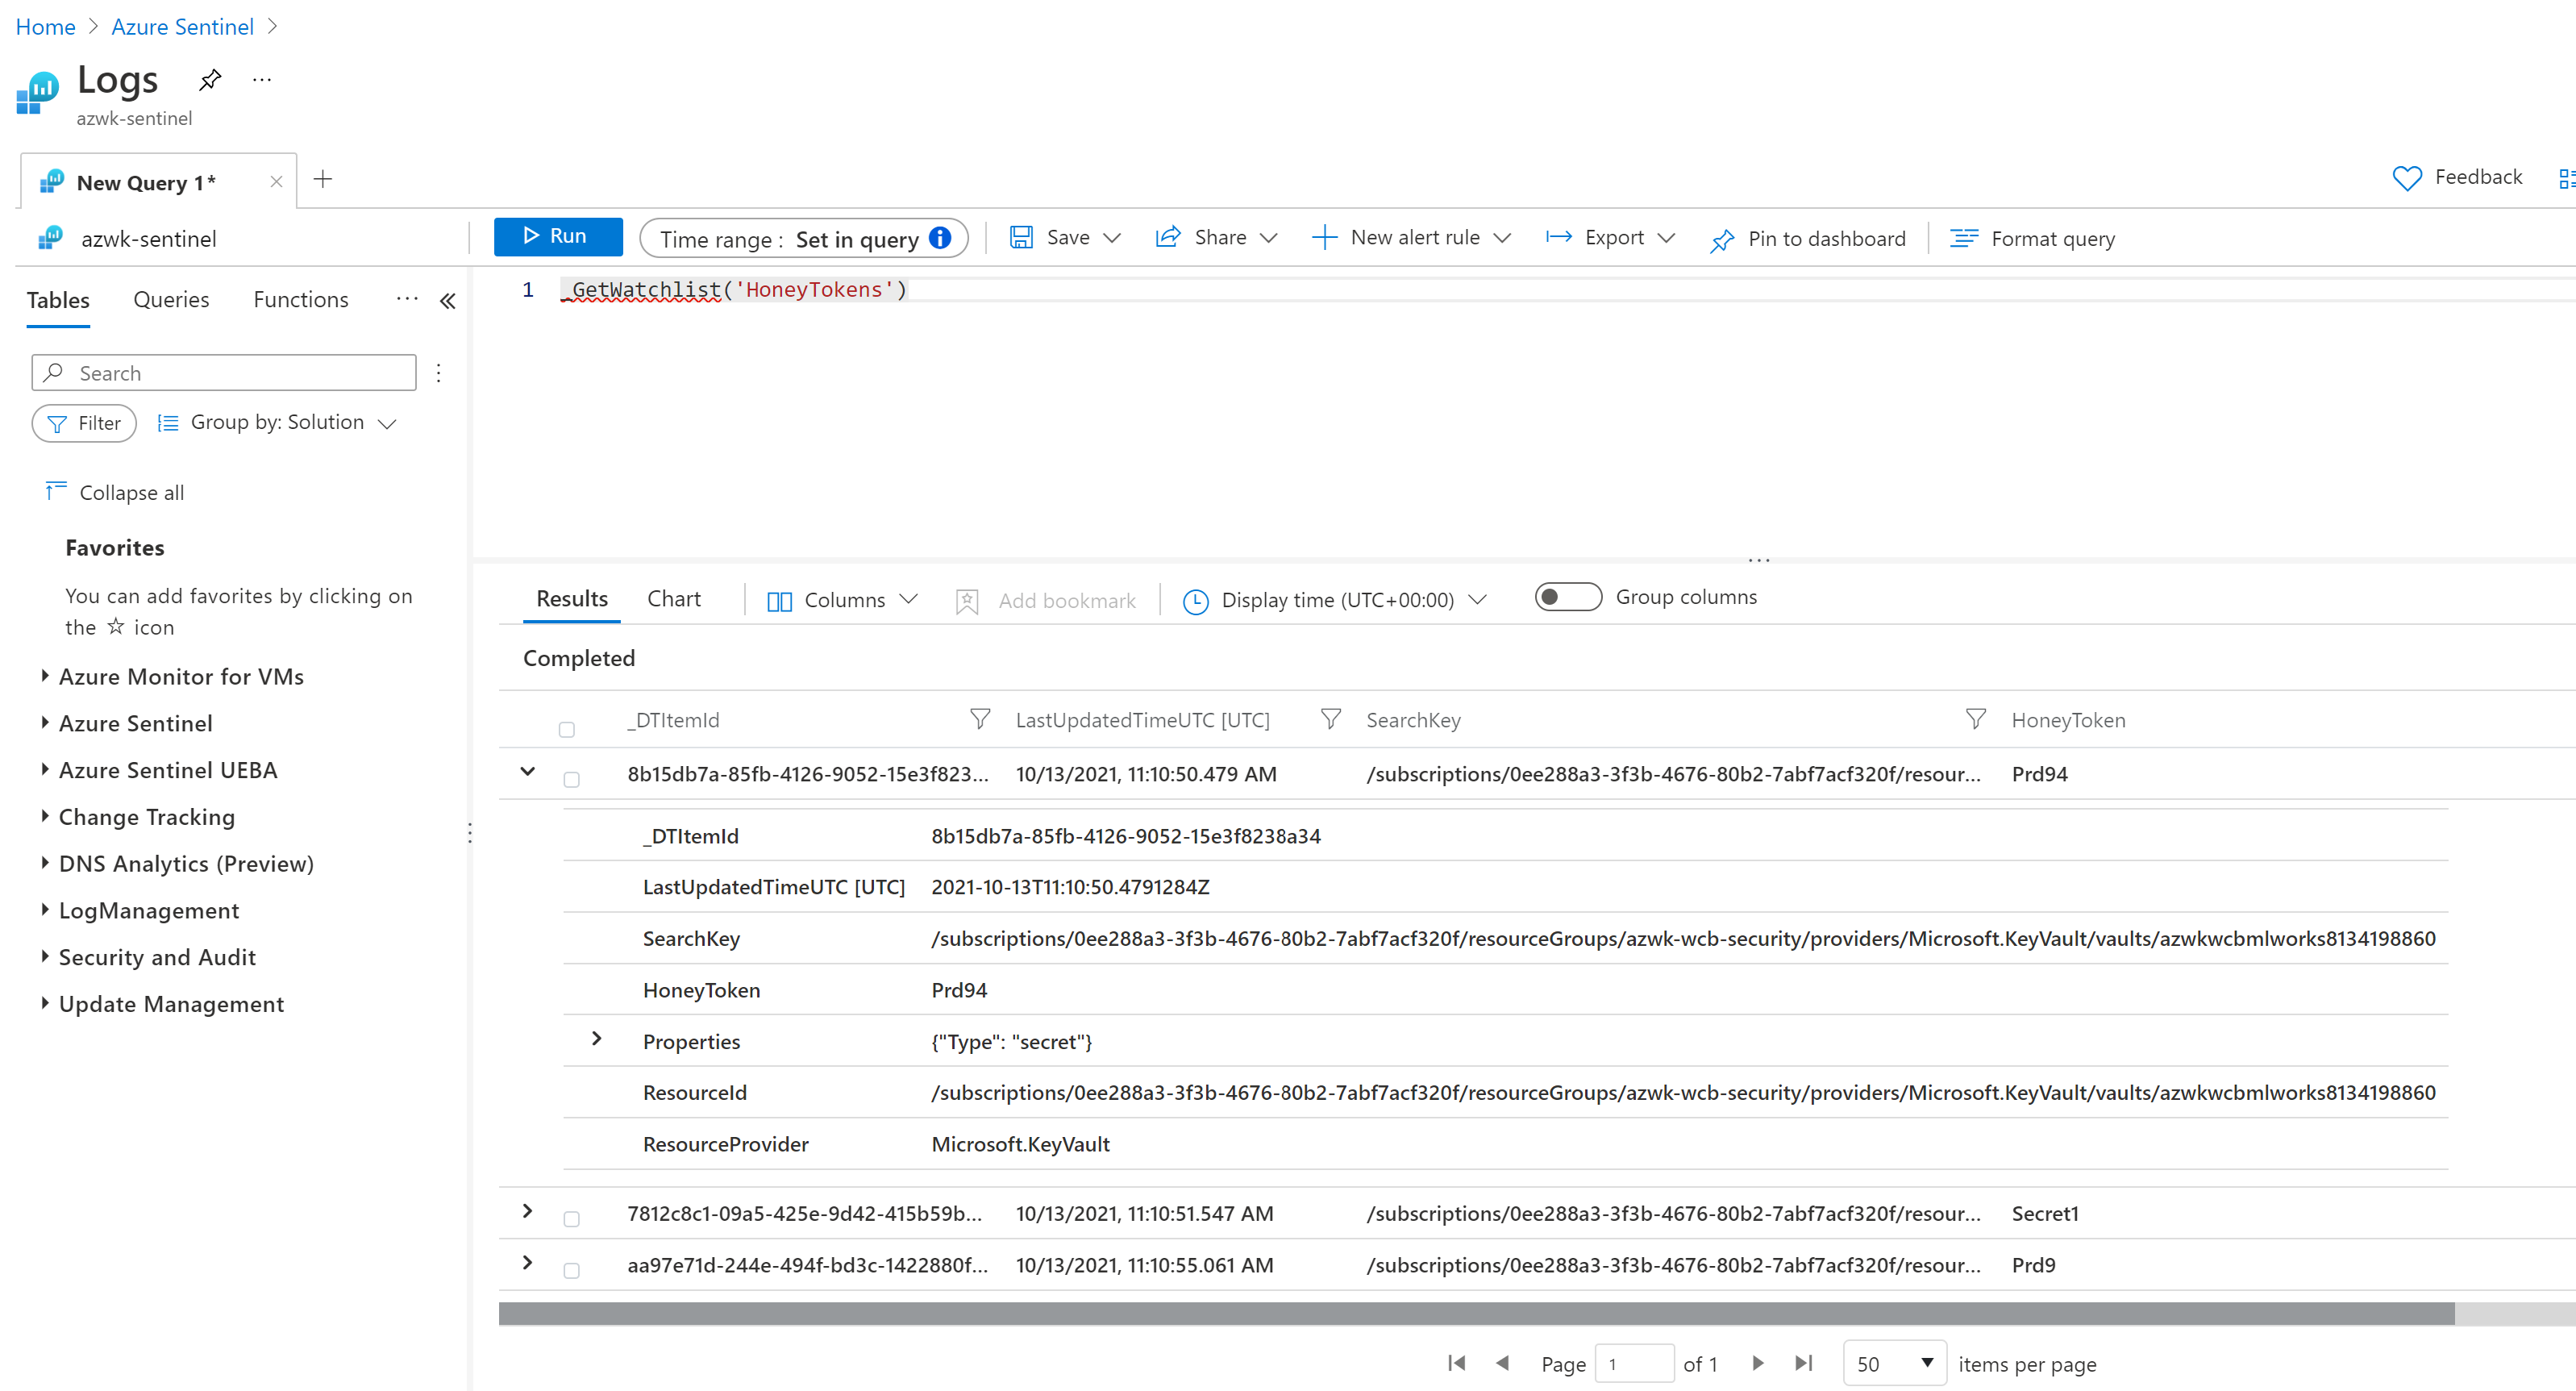 Home > Azure Sentinel >
Logs ...
azwk-sentinel
New Query 1* × +
Feedback
azwk-sentinel
Run Time range : Set in query Save Share New alert rule Export Pin to dashboard Format query
Tables Queries Functions ... «
1 _GetWatchlist('HoneyTokens')
Search
Filter Group by: Solution
Collapse all
Favorites
You can add favorites by clicking on
the ☆ icon
Azure Monitor for VMs
Azure Sentinel
Azure Sentinel UEBA
Change Tracking
DNS Analytics (Preview)
LogManagement
Security and Audit
Update Management
Results Chart Columns Add bookmark Display time (UTC+00:00) Group columns
Completed
_DTItemId LastUpdatedTimeUTC [UTC] SearchKey HoneyToken
8b15db7a-85fb-4126-9052-15e3f823... 10/13/2021, 11:10:50.479 AM /subscriptions/0ee288a3-3f3b-4676-80b2-7abf7acf320f/resour... Prd94
_DTItemId 8b15db7a-85fb-4126-9052-15e3f8238a34
LastUpdatedTimeUTC [UTC] 2021-10-13T11:10:50.4791284Z
SearchKey /subscriptions/0ee288a3-3f3b-4676-80b2-7abf7acf320f/resourceGroups/azwk-wcb-security/providers/Microsoft.KeyVault/vaults/azwkwcbmlworks8134198860
HoneyToken Prd94
Properties {"Type": "secret"}
ResourceId /subscriptions/0ee288a3-3f3b-4676-80b2-7abf7acf320f/resourceGroups/azwk-wcb-security/providers/Microsoft.KeyVault/vaults/azwkwcbmlworks8134198860
ResourceProvider Microsoft.KeyVault
7812c8c1-09a5-425e-9d42-415b59b... 10/13/2021, 11:10:51.547 AM /subscriptions/0ee288a3-3f3b-4676-80b2-7abf7acf320f/resour... Secret1
aa97e71d-244e-494f-bd3c-1422880f... 10/13/2021, 11:10:55.061 AM /subscriptions/0ee288a3-3f3b-4676-80b2-7abf7acf320f/resour... Prd9
Page 1 of 1 50 items per page